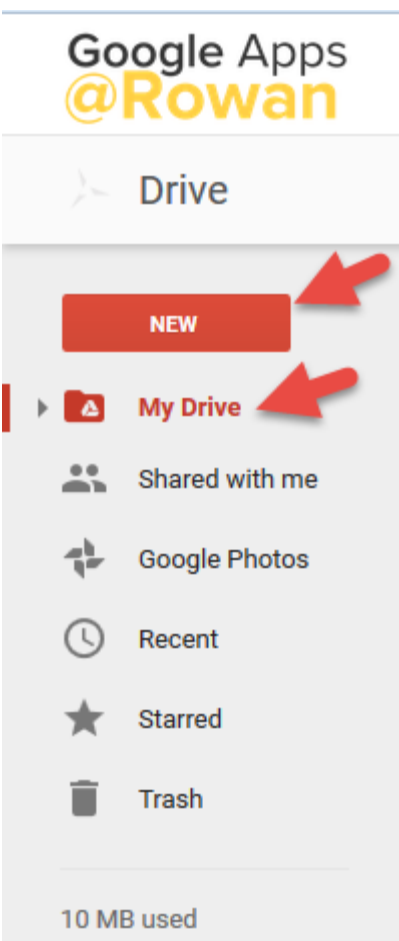 Google Apps
@Rowan
Drive
NEW
My Drive
Shared with me
Google Photos
Recent
Starred
Trash
10 MB used